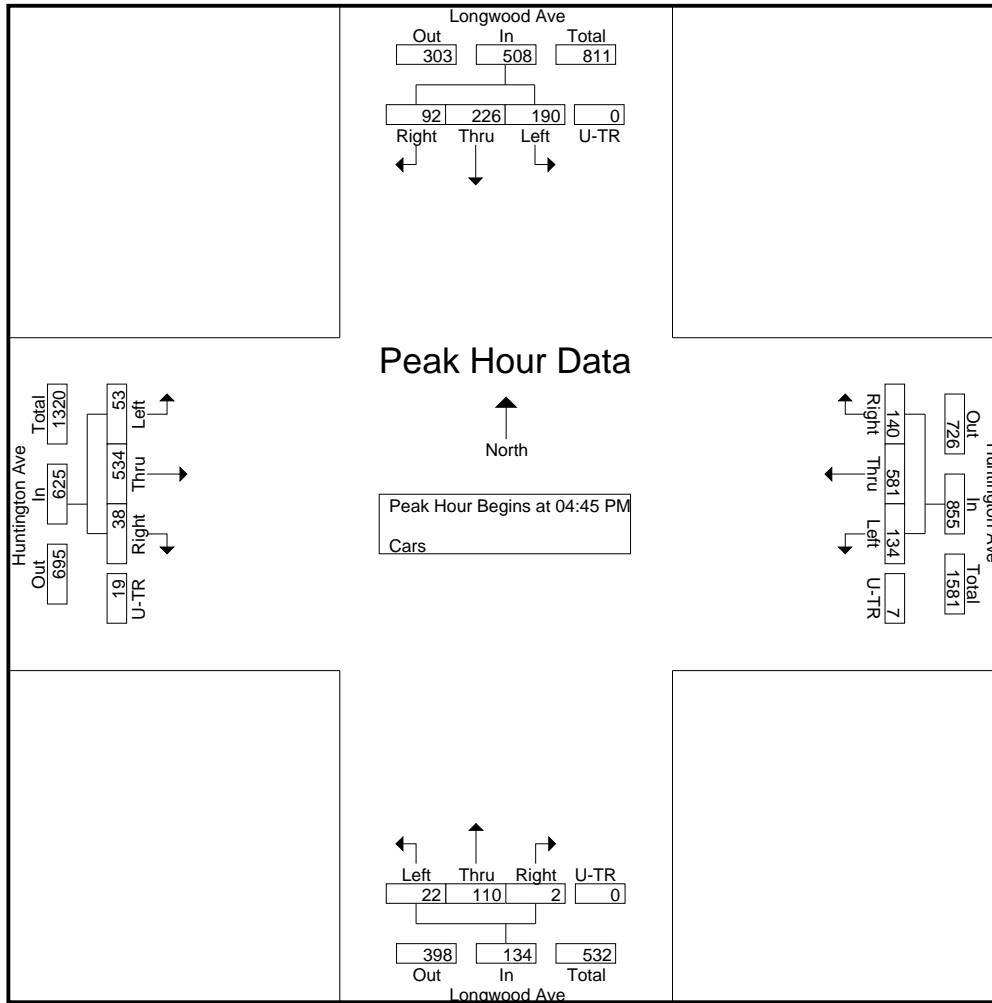 Longwood Ave
Out In Total
303 508 811
92 226 190 0
Right Thru Left U-TR
Peak Hour Data
North
Peak Hour Begins at 04:45 PM
Cars
Huntington Ave
Total In Out
1320 625 695
53 534 38 19
Left Thru Right U-TR
Huntington Ave
Out In Total
726 855 1581
140 581 134 7
Right Thru Left U-TR
Left Thru Right U-TR
22 110 2 0
398 134 532
Out In Total
Longwood Ave